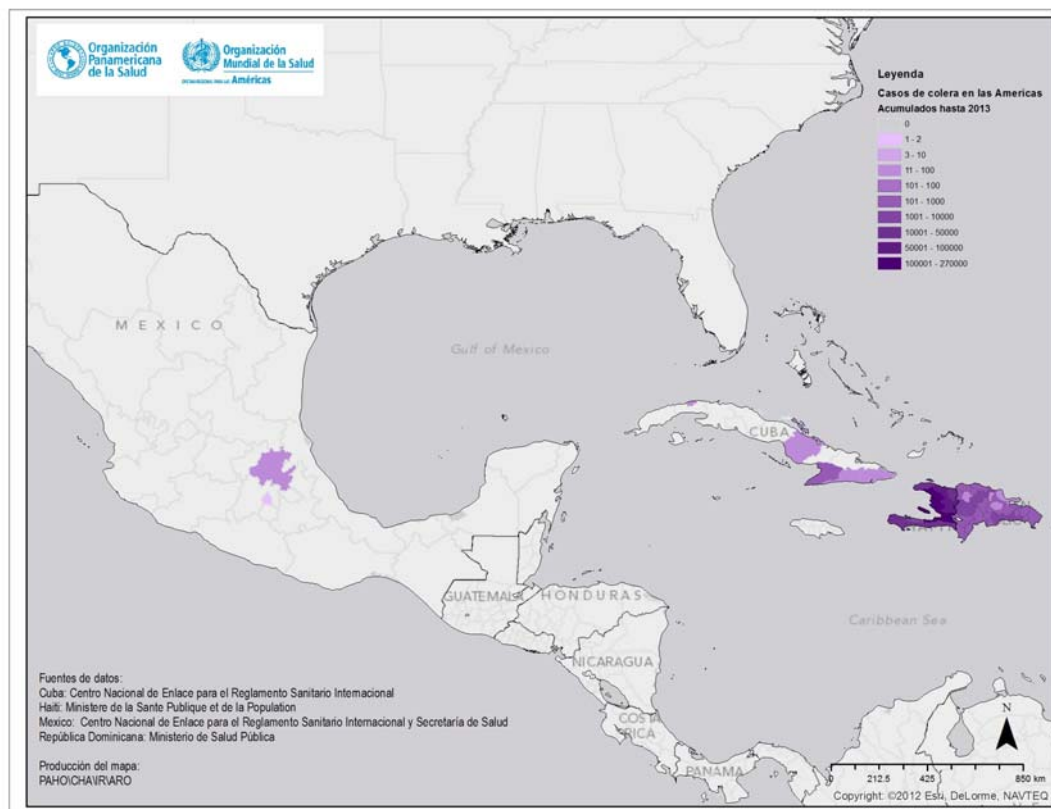 Organización
Panamericana
de la Salud
Organización
Mundial de la Salud
OFICINA REGIONAL PARA LAS Américas
Leyenda
Casos de colera en las Americas
Acumulados hasta 2013
0
1 - 2
3 - 10
11 - 100
101 - 100
101 - 1000
1001 - 10000
10001 - 50000
50001 - 100000
100001 - 270000
MEXICO
Gulf of Mexico
CUBA
GUATEMALA
HONDURAS
Caribbean Sea
NICARAGUA
COSTA
RICA
PANAMA
Fuentes de datos:
Cuba: Centro Nacional de Enlace para el Reglamento Sanitario Internacional
Haiti: Ministere de la Sante Publique et de la Population
Mexico: Centro Nacional de Enlace para el Reglamento Sanitario Internacional y Secretaría de Salud
República Dominicana: Ministerio de Salud Pública
Producción del mapa:
PAHO\CHA\IR\ARO
N
0 212.5 425 850 km
Copyright: ©2012 Esri, DeLorme, NAVTEQ